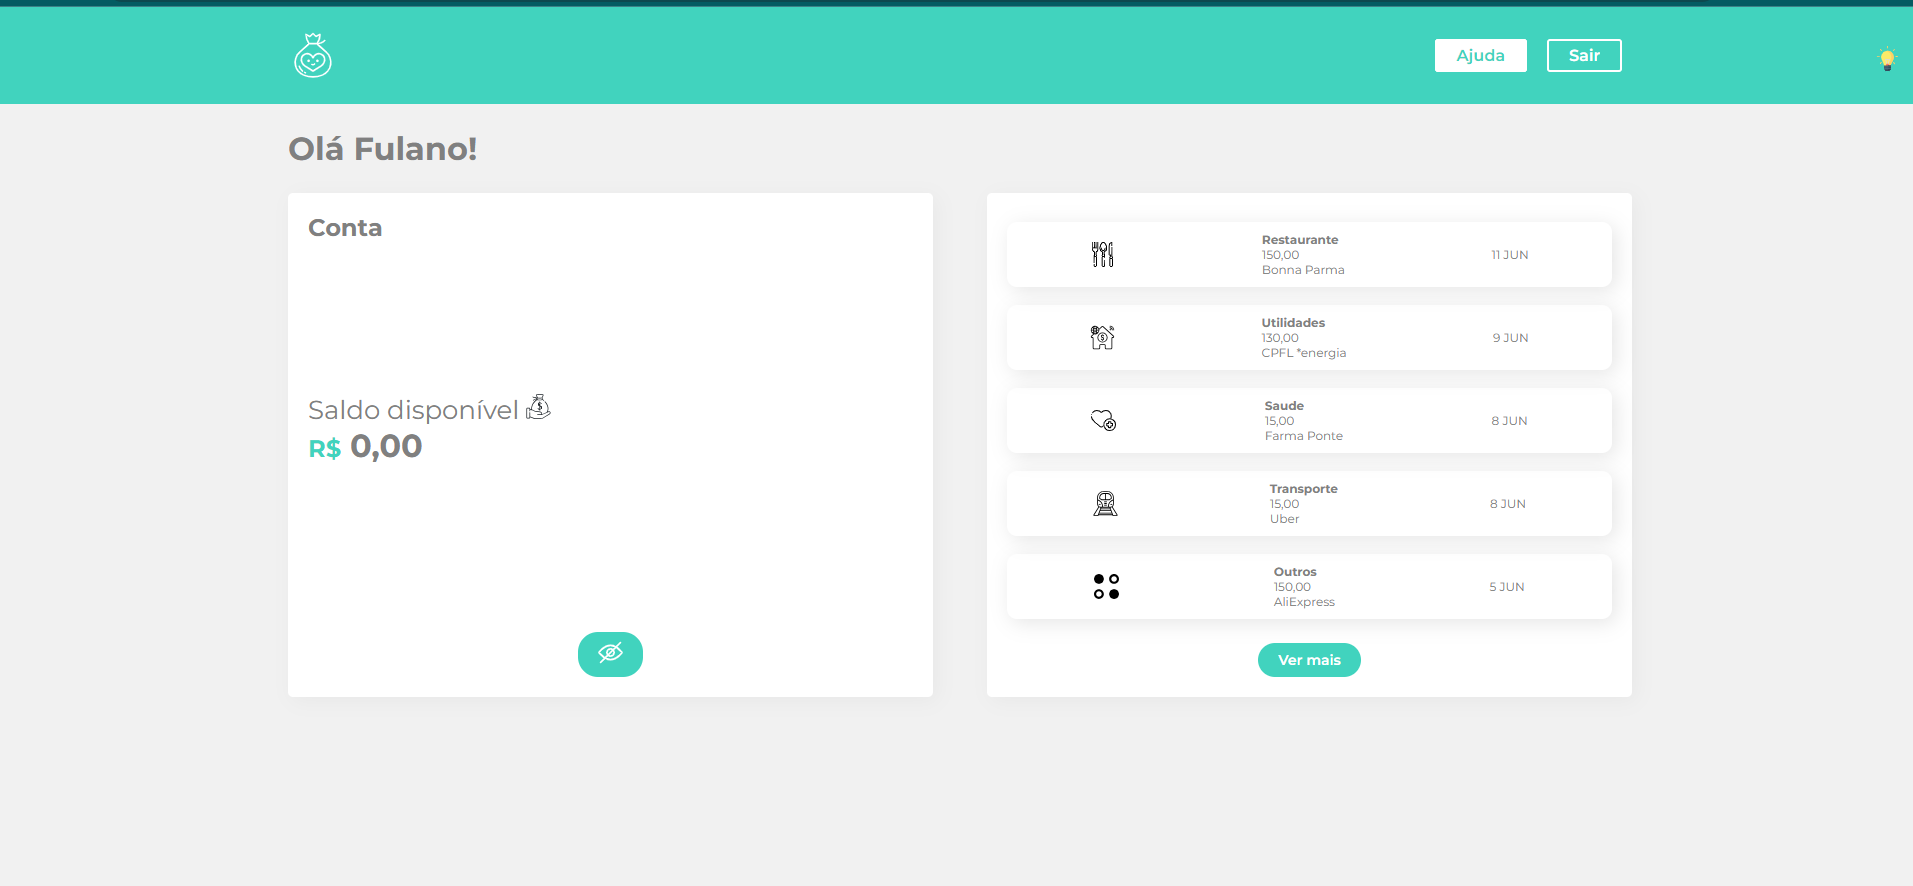 Ajuda
Sair
Olá Fulano!
Conta
Saldo disponível
R$ 0,00
Restaurante
150,00
Bonna Parma
11 JUN
Utilidades
130,00
CPFL *energia
9 JUN
Saude
15,00
Farma Ponte
8 JUN
Transporte
15,00
Uber
8 JUN
Outros
150,00
AliExpress
5 JUN
Ver mais